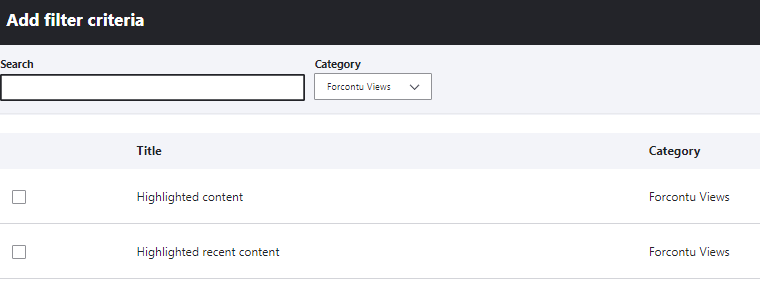 Add filter criteria
Search Category
Forcontu Views
Title Category
Highlighted content Forcontu Views
Highlighted recent content Forcontu Views